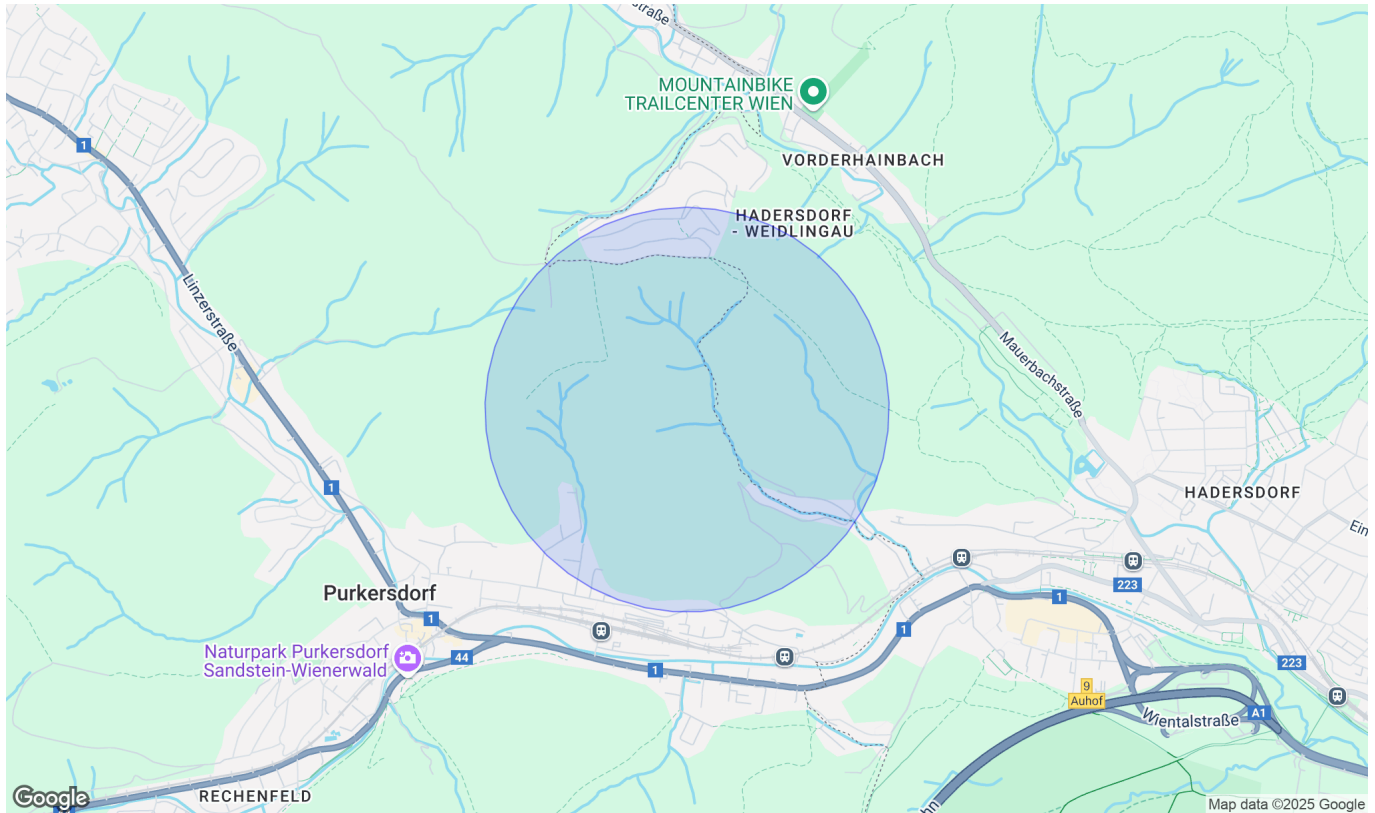 straße
MOUNTAINBIKE
TRAILCENTER WIEN
1
VORDERHAINBACH
HADERSDORF
- WEIDLINGAU
Linzerstraße
Mauerbachstraße
1
HADERSDORF
Ein
Purkersdorf
223
1
1
1
Naturpark Purkersdorf
Sandstein-Wienerwald
44
1
223
9
Auhof
Wientalstraße
A1
RECHENFELD
Google
Map data ©2025 Google